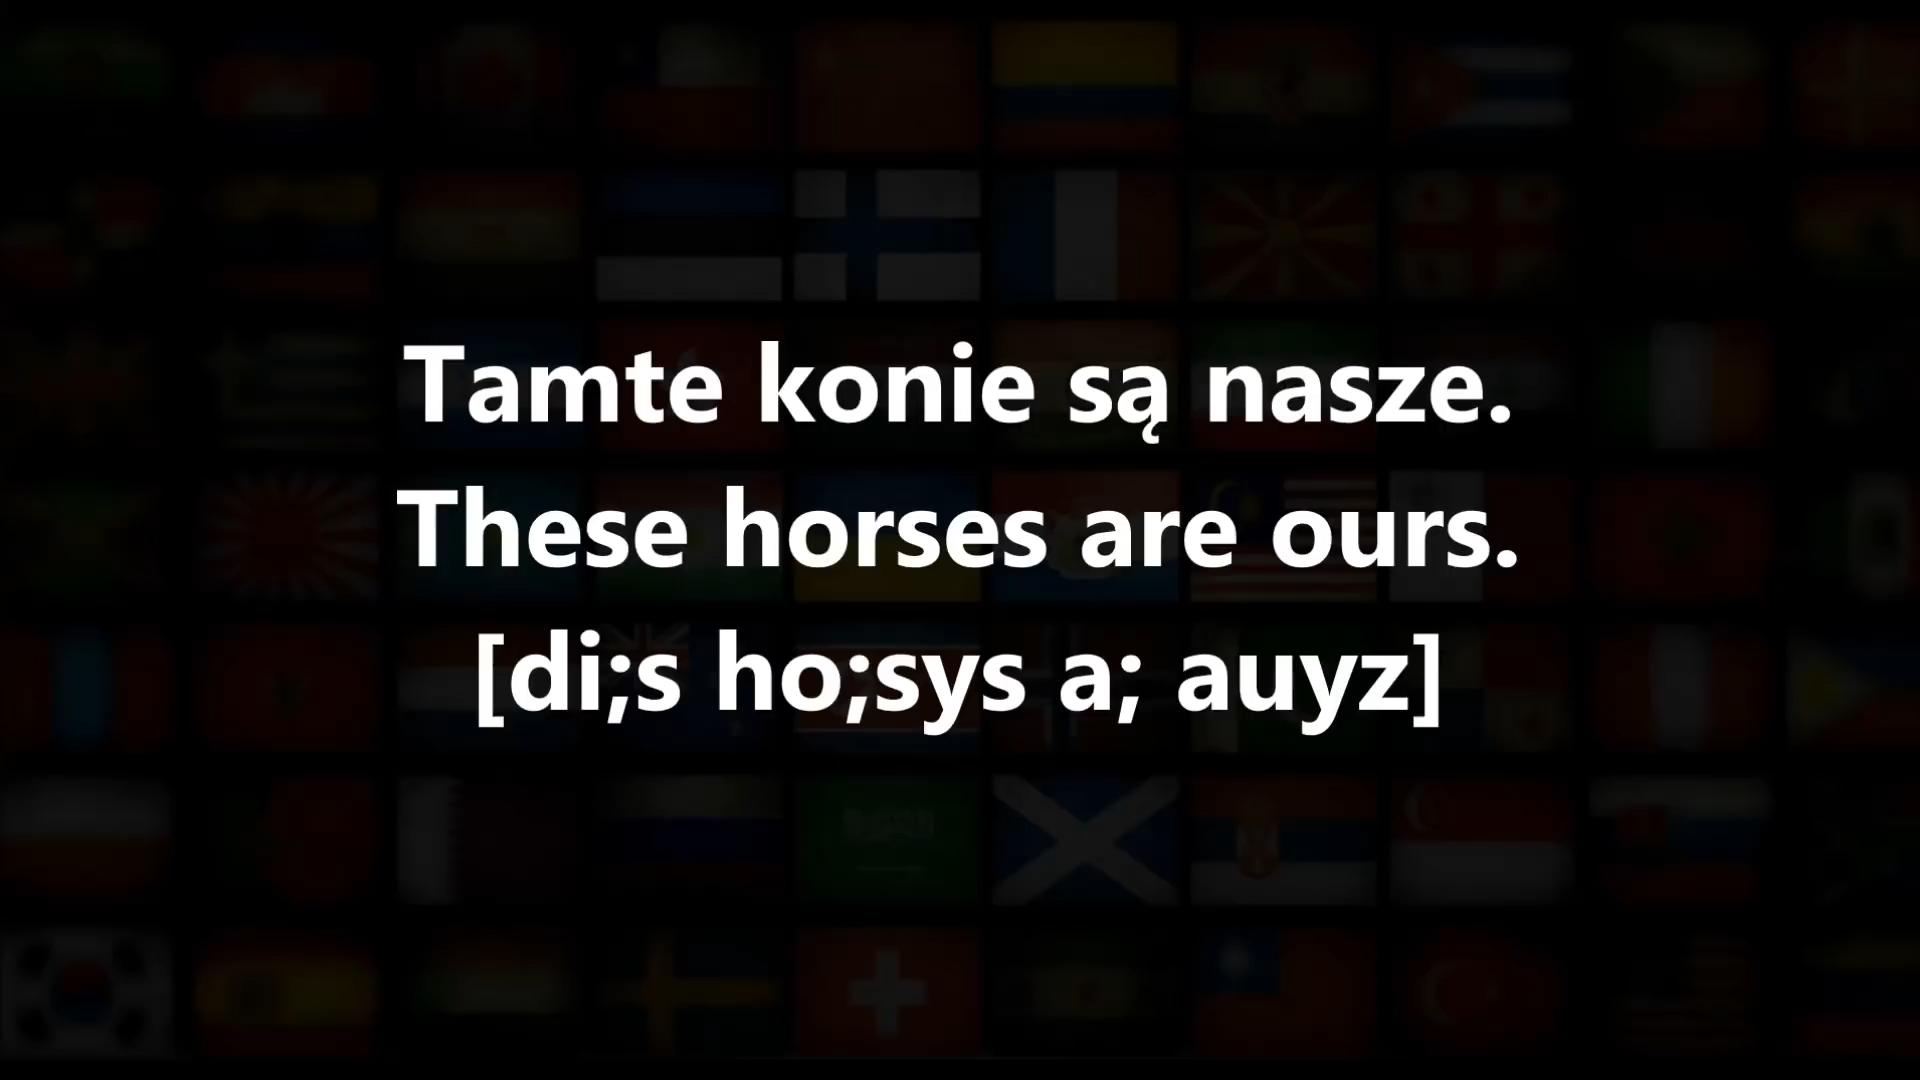 Tamte konie są nasze.
These horses are ours.
[di;s ho;sys a; auyz]